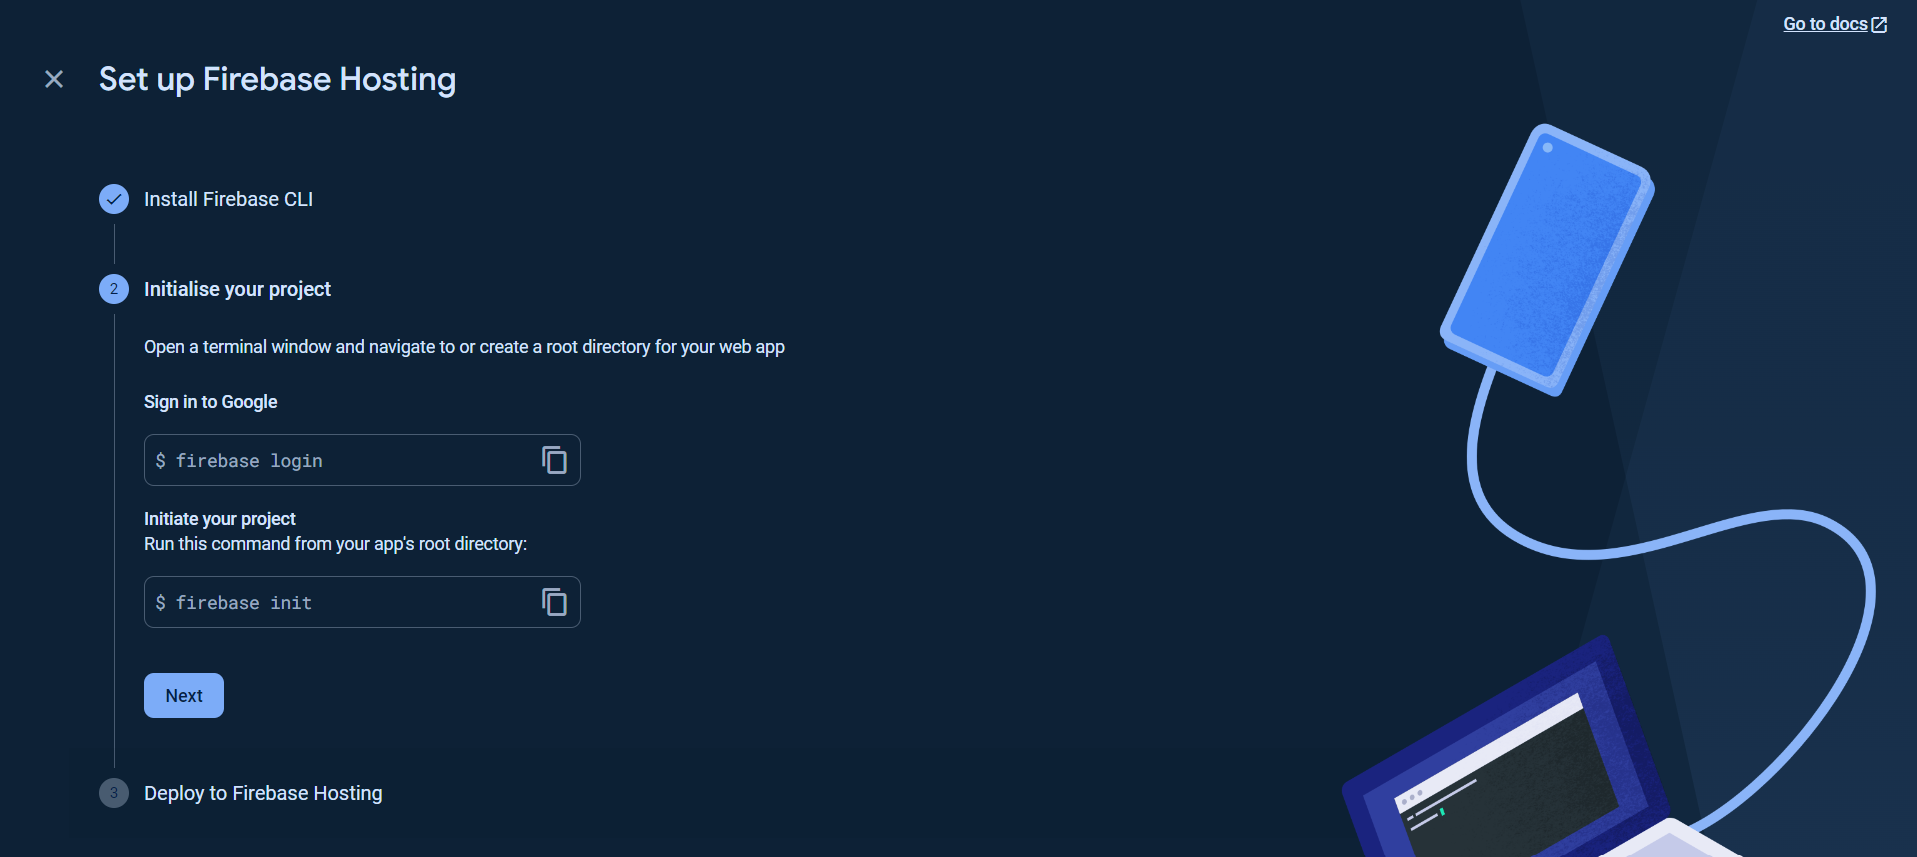 Go to docs
Set up Firebase Hosting
Install Firebase CLI
2
Initialise your project
Open a terminal window and navigate to or create a root directory for your web app
Sign in to Google
$ firebase login
Initiate your project
Run this command from your app's root directory:
$ firebase init
Next
3
Deploy to Firebase Hosting